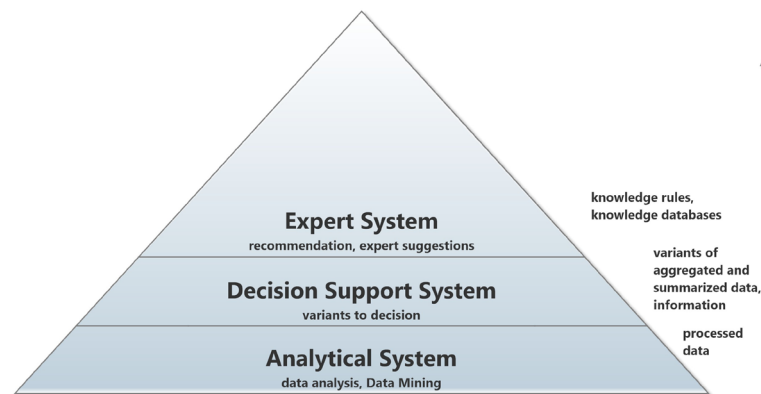 Expert System
recommendation, expert suggestions
knowledge rules,
knowledge databases
Decision Support System
variants to decision
variants of
aggregated and
summarized data,
information
Analytical System
data analysis, Data Mining
processed
data